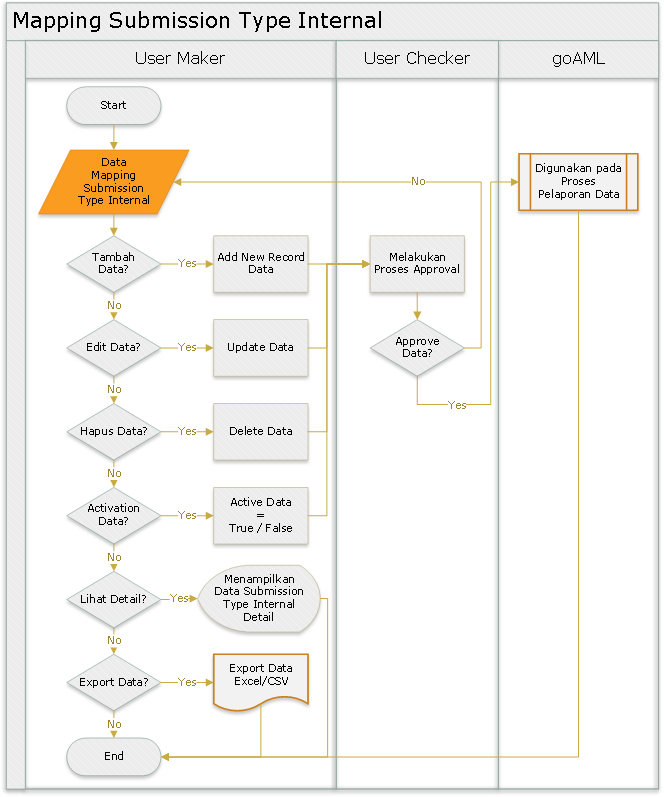 Mapping Submission Type Internal
User Maker
User Checker
goAML
Start
Data
Mapping
Submission
Type Internal
No
Digunakan pada
Proses
Pelaporan Data
Tambah
Data?
Yes
Add New Record
Data
Melakukan
Proses Approval
No
Edit Data?
Yes
Update Data
Approve
Data?
No
Yes
Hapus Data?
Yes
Delete Data
No
Activation
Data?
Yes
Active Data
=
True / False
No
Lihat Detail?
Yes
Menampilkan
Data Submission
Type Internal
Detail
No
Export Data?
Yes
Export Data
Excel/CSV
No
End